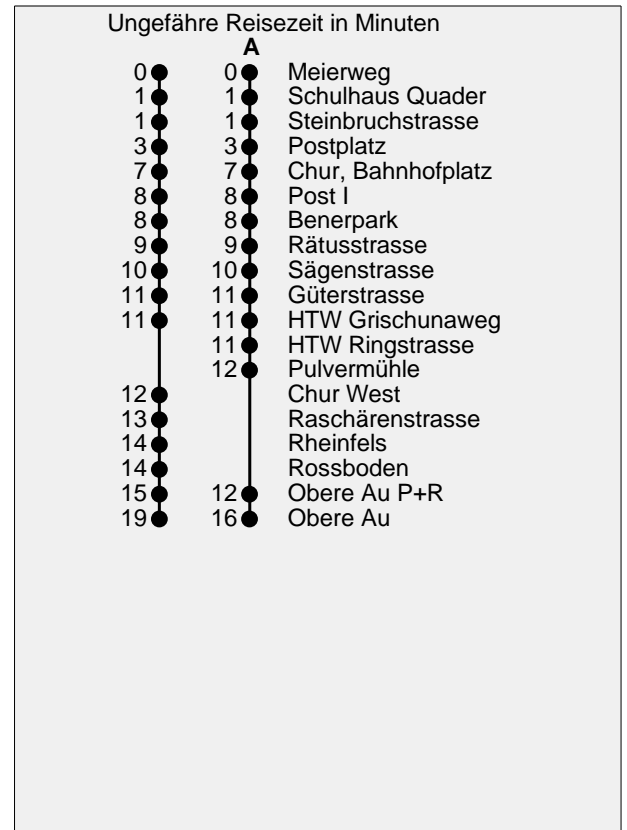 Ungefähre Reisezeit in Minuten
A
0 0 Meierweg
1 1 Schulhaus Quader
1 1 Steinbruchstrasse
3 3 Postplatz
7 7 Chur, Bahnhofplatz
8 8 Post I
8 8 Benerpark
9 9 Rätusstrasse
10 10 Sägenstrasse
11 11 Güterstrasse
11 11 HTW Grischunaweg
11 HTW Ringstrasse
12 Pulvermühle
12 Chur West
13 Raschärenstrasse
14 Rheinfels
14 Rossboden
15 12 Obere Au P+R
19 16 Obere Au